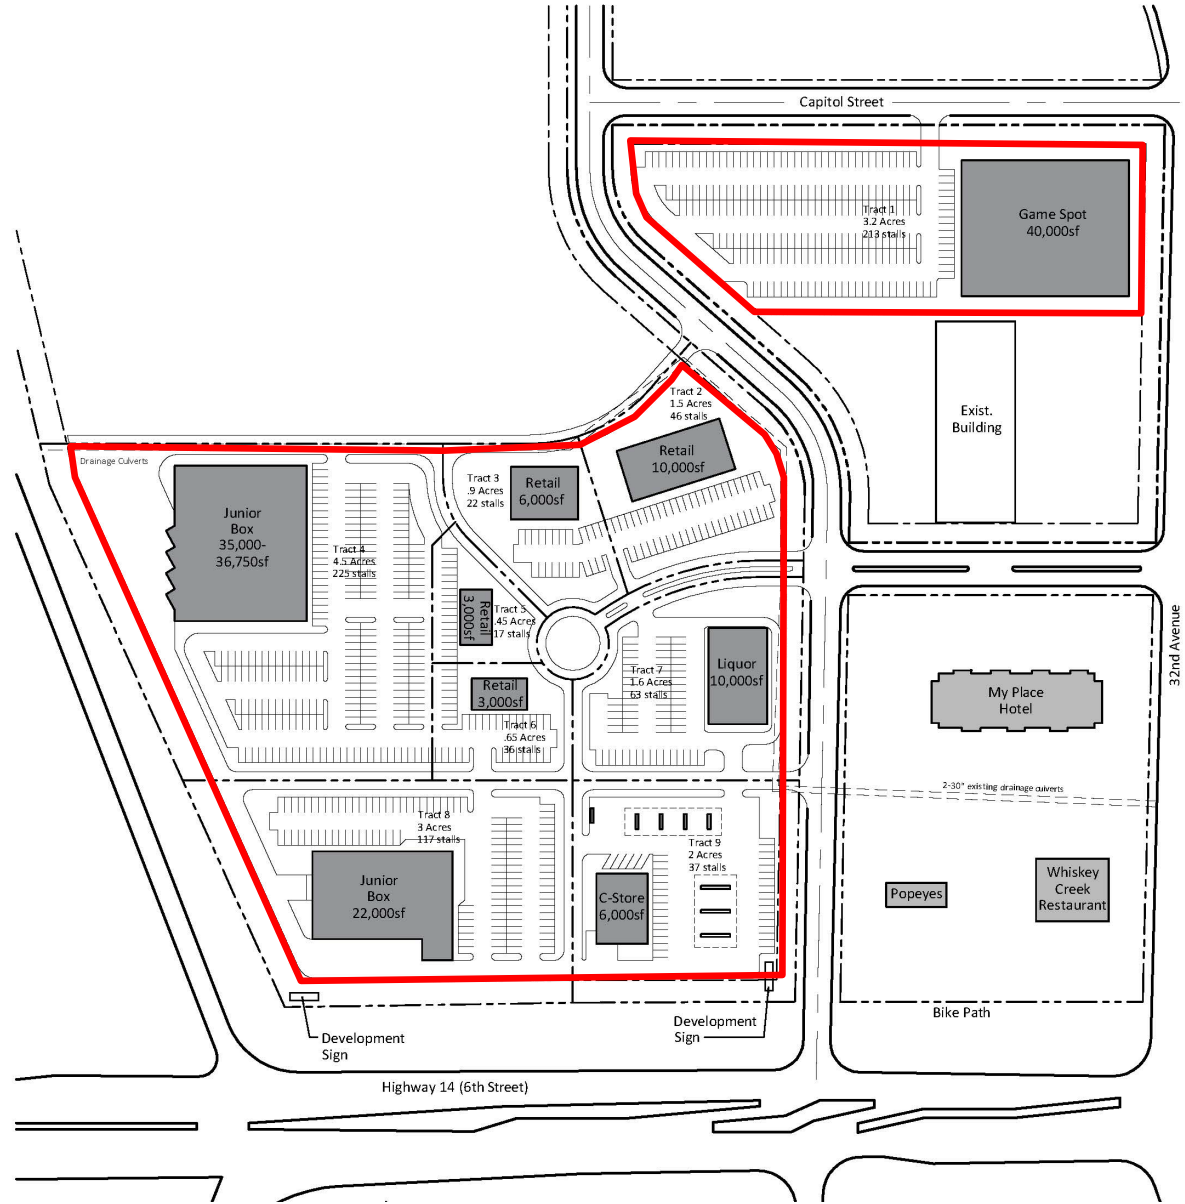 Capitol Street
Tract 1
3.2 Acres
213 stalls
Game Spot
40,000sf
Exist.
Building
Tract 2
1.5 Acres
46 stalls
Retail
10,000sf
Drainage Culverts
Tract 3
.9 Acres
22 stalls
Retail
6,000sf
Junior
Box
35,000-
36,750sf
Tract 4
4.5 Acres
225 stalls
Retail
3,000sf
Tract 5
.45 Acres
17 stalls
Retail
3,000sf
Tract 6
.65 Acres
36 stalls
Tract 7
1.6 Acres
63 stalls
Liquor
10,000sf
My Place
Hotel
32nd Avenue
2-30" existing drainage culverts
Tract 8
3 Acres
117 stalls
Junior
Box
22,000sf
Tract 9
2 Acres
37 stalls
C-Store
6,000sf
Popeyes
Whiskey
Creek
Restaurant
Bike Path
Development
Sign
Development
Sign
Highway 14 (6th Street)